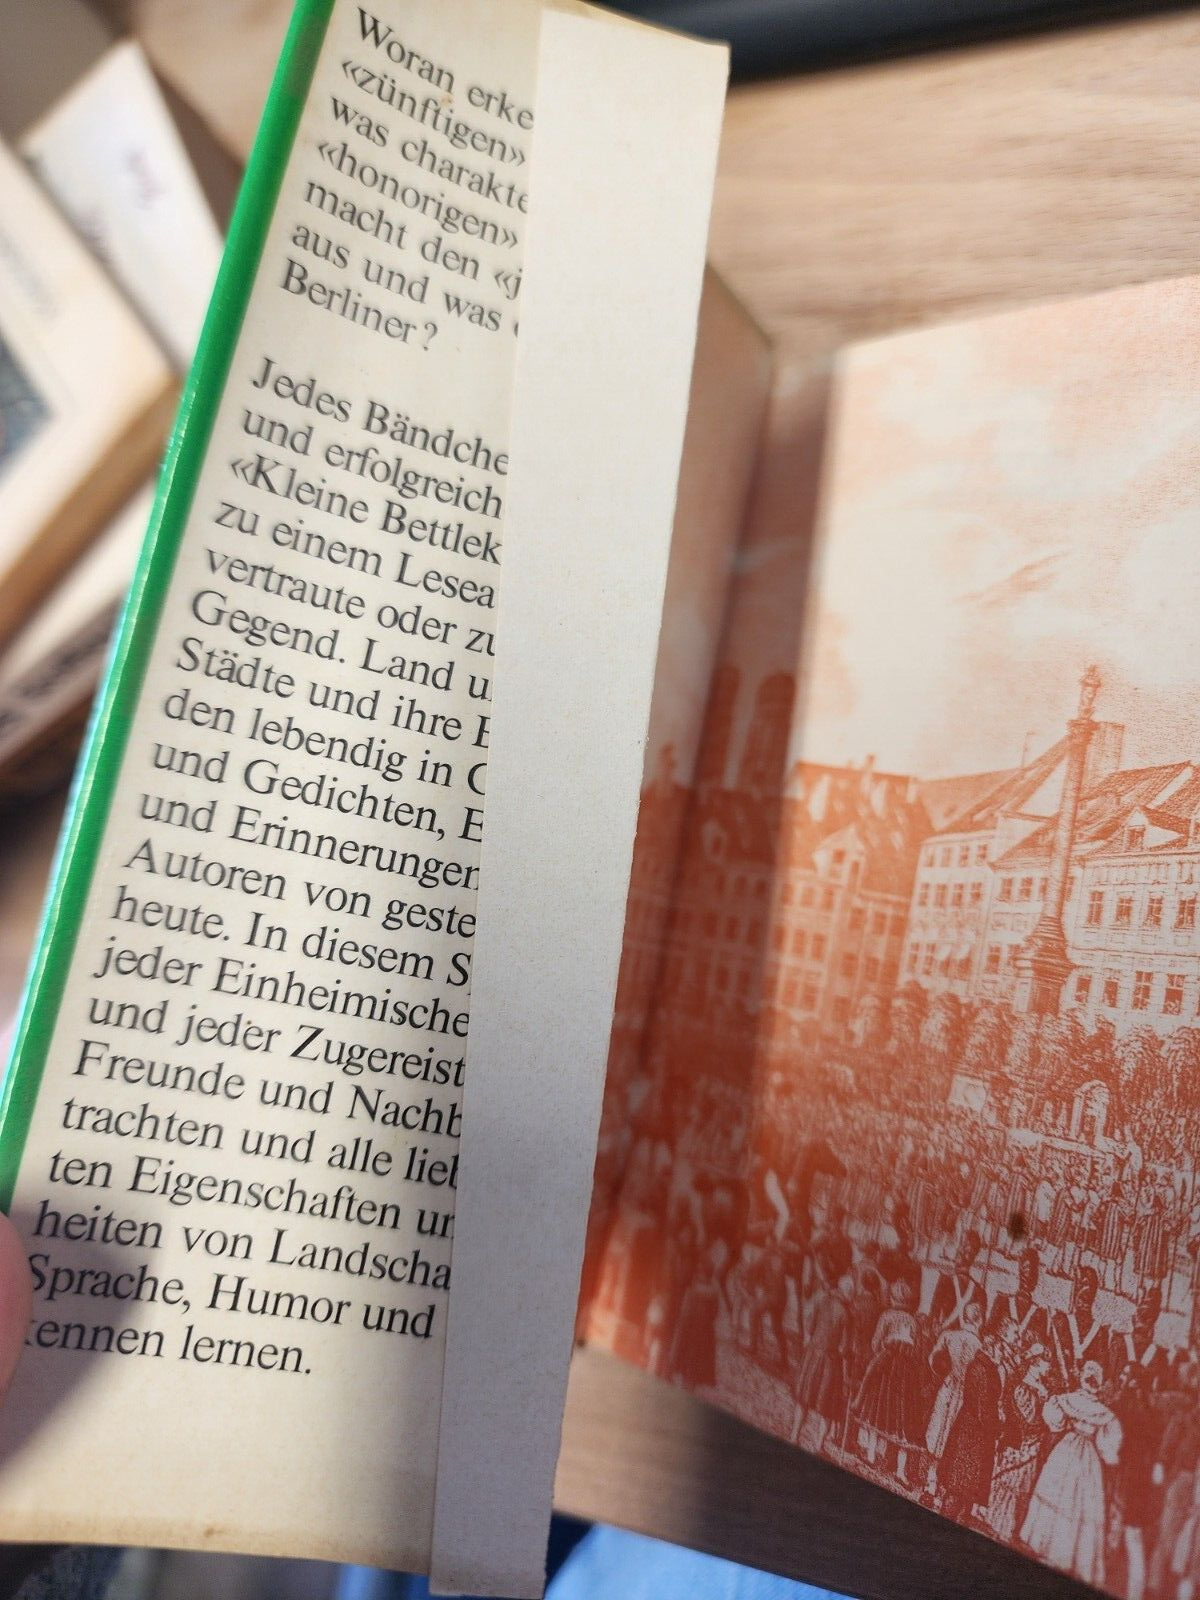 Woran erke
«zünftigen»
was charakte
«honorigen»
macht den «j
aus und was
Berliner?
Jedes Bändche
und erfolgreich
«Kleine Bettlek
zu einem Lesea
vertraute oder zu
Gegend. Land u
Städte und ihre B
den lebendig in G
und Gedichten, E
und Erinnerungen
Autoren von geste
heute. In diesem S
jeder Einheimische
und jeder Zugereist
Freunde und Nachb
trachten und alle lieb
ten Eigenschaften un
heiten von Landscha
Sprache, Humor und
kennen lernen.